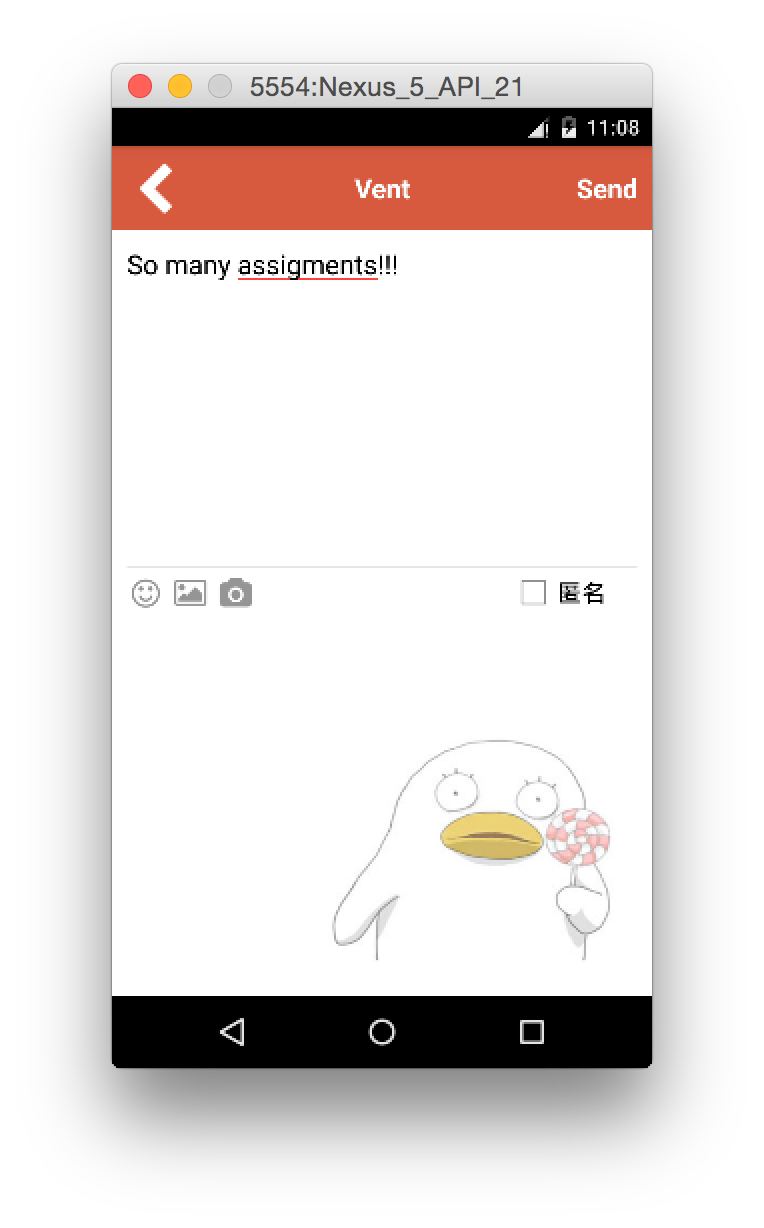 5554:Nexus_5_API_21
11:08
Vent Send
So many assigments!!!
匿名